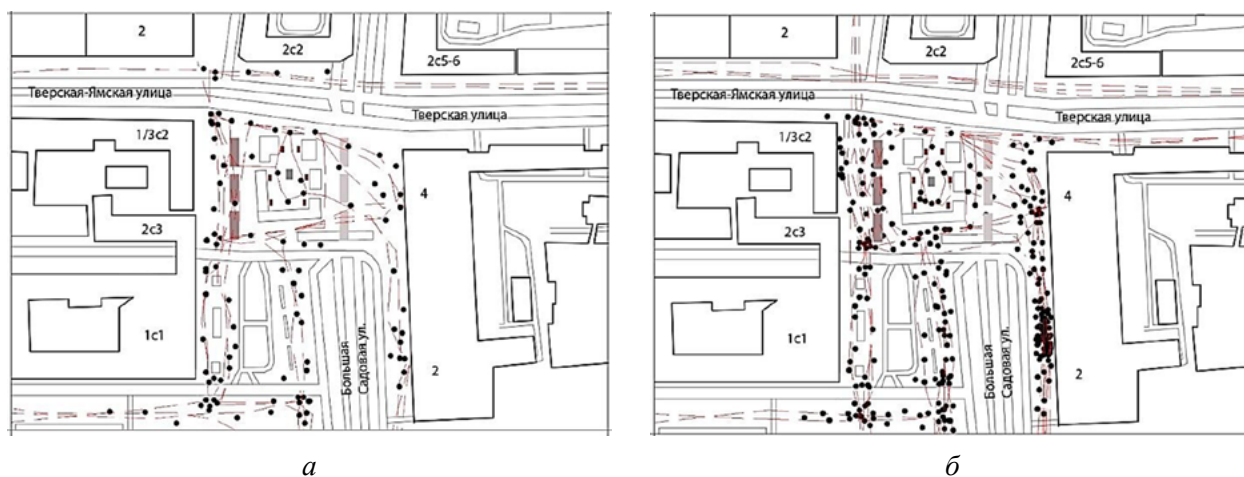 2
2с2
2с5-6
Тверская-Ямская улица
Тверская улица
1/3с2
4
2с3
1с1
Большая
Садовая ул.
2
2
2с2
2с5-6
Тверская-Ямская улица
Тверская улица
1/3с2
4
2с3
1с1
Большая
Садовая ул.
2
а
б